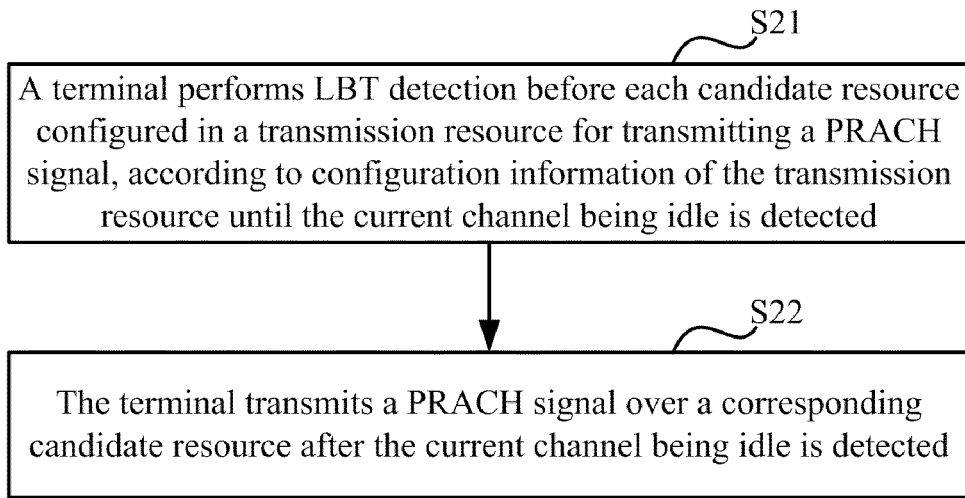 S21
A terminal performs LBT detection before each candidate resource
configured in a transmission resource for transmitting a PRACH
signal, according to configuration information of the transmission
resource until the current channel being idle is detected
S22
The terminal transmits a PRACH signal over a corresponding
candidate resource after the current channel being idle is detected